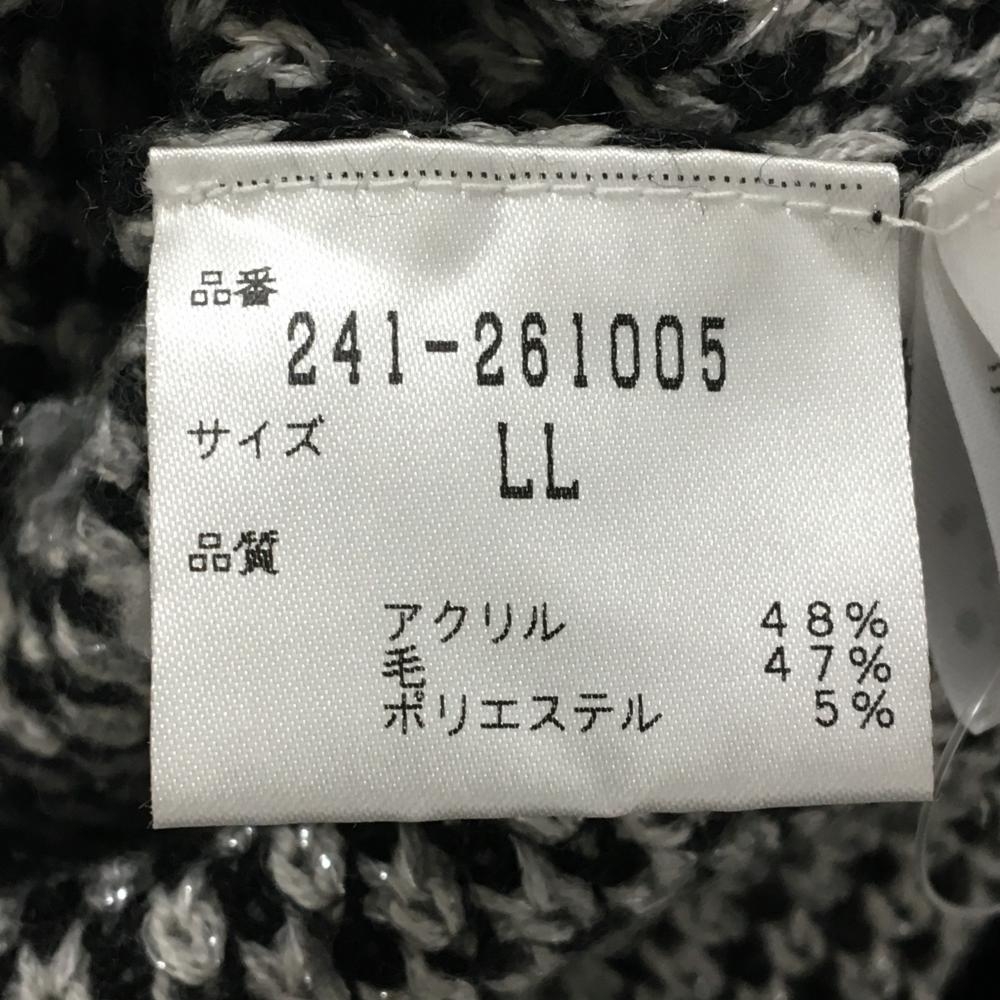 品番
241-261005
サイズ LL
品質
アクリル 48%
毛 47%
ポリエステル 5%